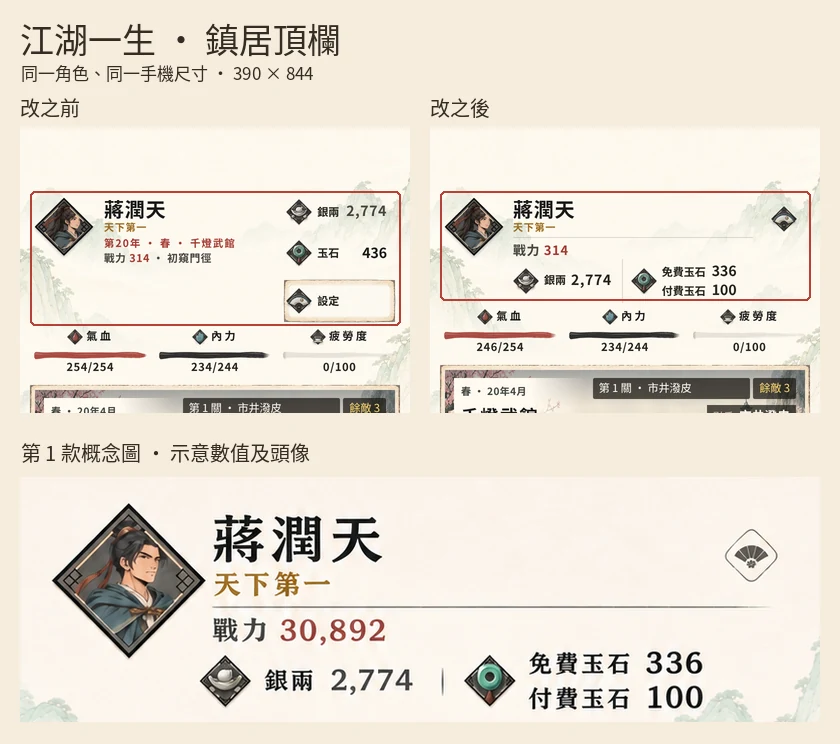 江湖一生 • 鎮居頂欄
同一角色、同一手機尺寸 • 390 × 844
改之前
蔣潤天
天下第一
第20年 • 春 • 千燈武館
戰力 314 • 初窺門徑
銀兩 2,774
玉石 436
設定
氣血
內力
疲勞度
254/254
234/244
0/100
春 • 20年4月
第1關 • 市井潑皮
餘敵 3
改之後
蔣潤天
天下第一
戰力 314
銀兩 2,774
免費玉石 336
付費玉石 100
氣血
內力
疲勞度
246/254
234/244
0/100
春 • 20年4月
第1關 • 市井潑皮
餘敵 3
千燈武館
第 1 款概念圖 • 示意數值及頭像
蔣潤天
天下第一
戰力 30,892
銀兩 2,774
免費玉石 336
付費玉石 100